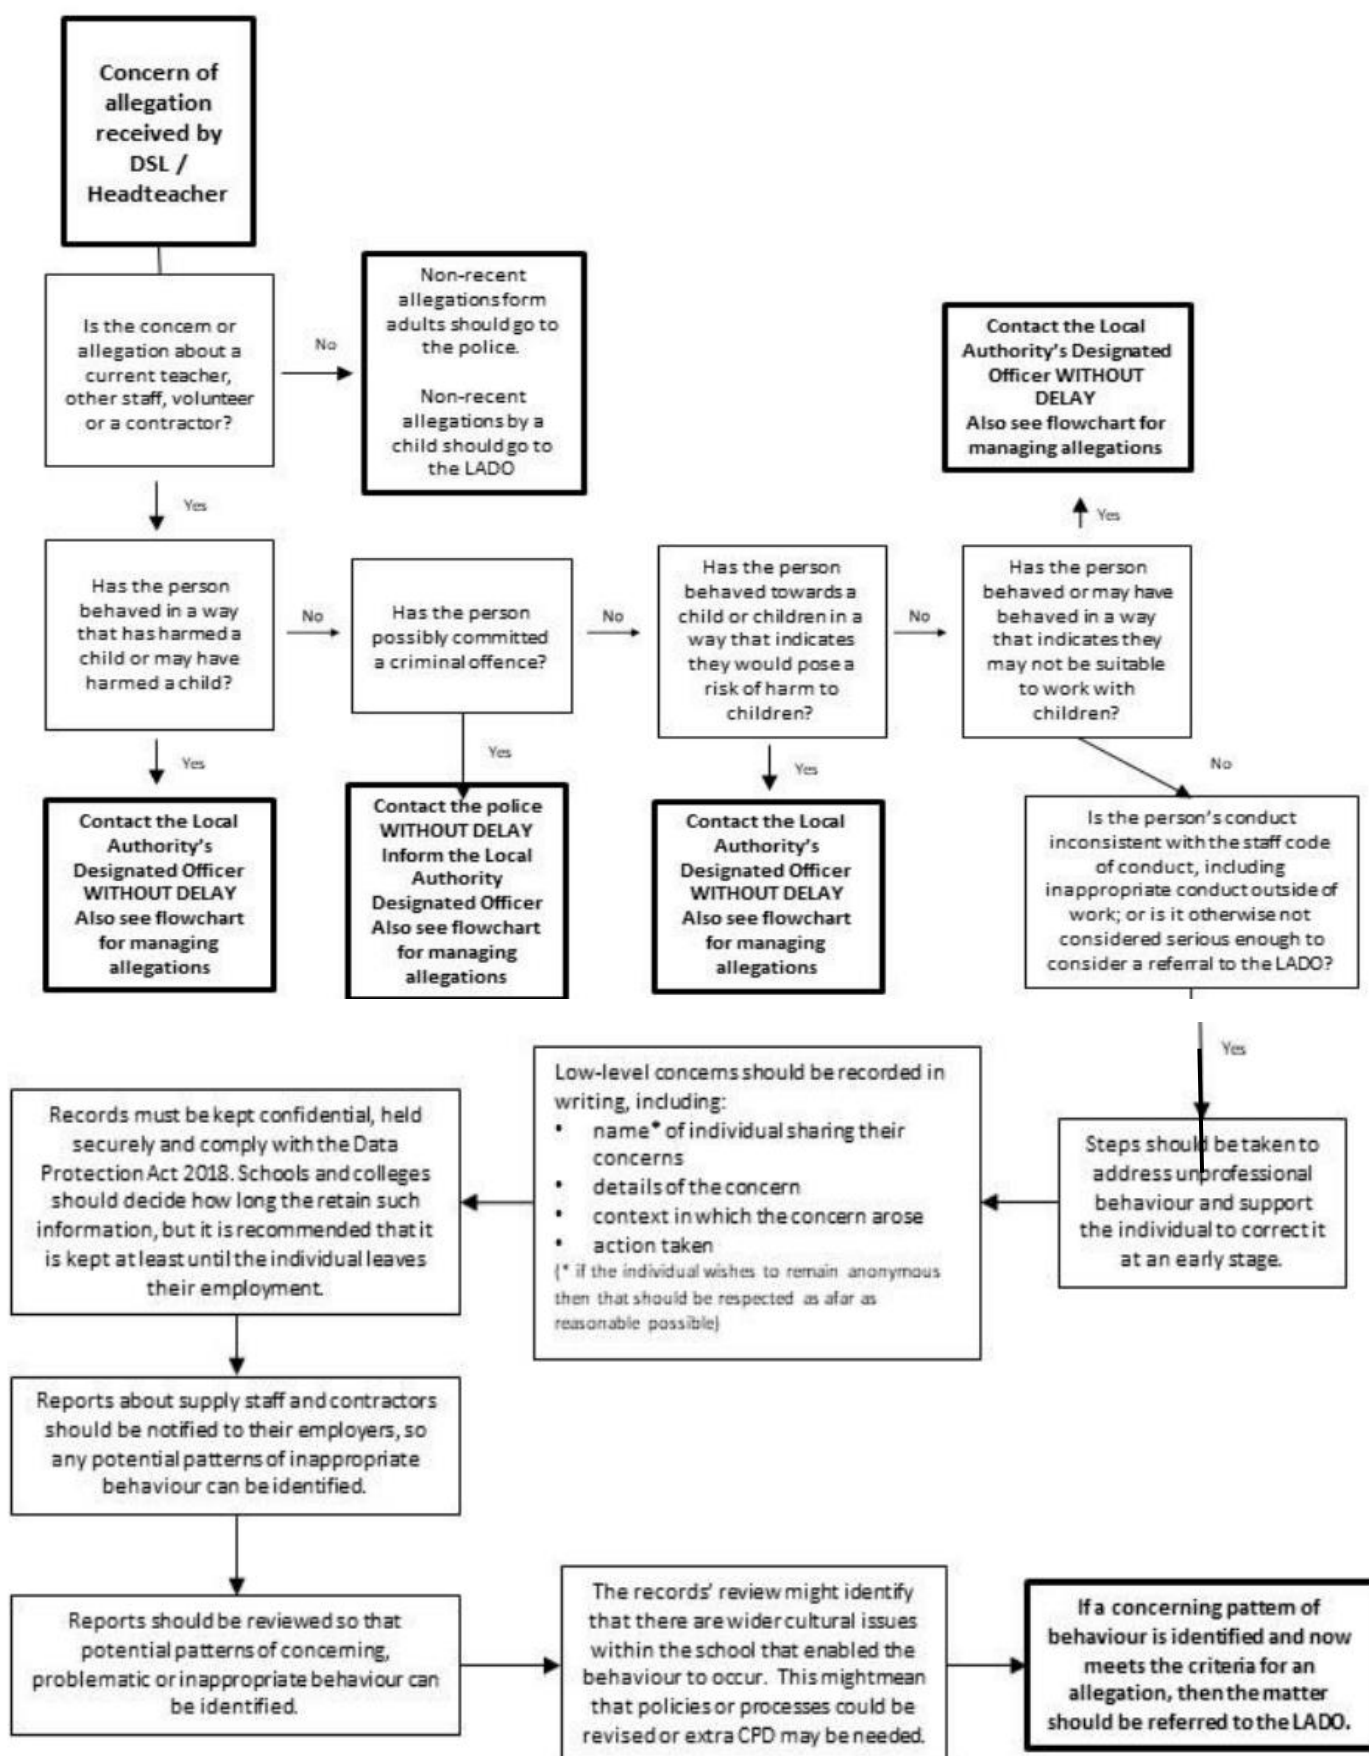 Concern of
allegation
received by
DSL /
Headteacher
Is the concern or
allegation about a
current teacher,
other staff, volunteer
or a contractor?
No
Non-recent
allegations form
adults should go to
the police.
Non-recent
allegations by a
child should go to
the LADO
Contact the Local
Authority's Designated
Officer WITHOUT
DELAY
Also see flowchart for
managing allegations
Yes
Yes
Has the person
behaved in a way
that has harmed a
child or may have
harmed a child?
No
Has the person
possibly committed
a criminal offence?
No
Has the person
behaved towards a
child or children in a
way that indicates
they would pose a
risk of harm to
children?
No
Has the person
behaved or may have
behaved in a way
that indicates they
may not be suitable
to work with
children?
Yes
Yes
Yes
No
Contact the Local
Authority's
Designated Officer
WITHOUT DELAY
Also see flowchart
for managing
allegations
Contact the police
WITHOUT DELAY
Inform the Local
Authority
Designated Officer
Also see flowchart
for managing
allegations
Contact the Local
Authority's
Designated Officer
WITHOUT DELAY
Also see flowchart
for managing
allegations
Is the person's conduct
inconsistent with the staff code
of conduct, including
inappropriate conduct outside of
work; or is it otherwise not
considered serious enough to
consider a referral to the LADO?
Yes
Steps should be taken to
address unprofessional
behaviour and support
the individual to correct it
at an early stage.
Low-level concerns should be recorded in
writing, including:
• name* of individual sharing their
concerns
• details of the concern
• context in which the concern arose
• action taken
(* if the individual wishes to remain anonymous
then that should be respected as afar as
reasonable possible)
Records must be kept confidential, held
securely and comply with the Data
Protection Act 2018. Schools and colleges
should decide how long the retain such
information, but it is recommended that it
is kept at least until the individual leaves
their employment.
Reports about supply staff and contractors
should be notified to their employers, so
any potential patterns of inappropriate
behaviour can be identified.
Reports should be reviewed so that
potential patterns of concerning,
problematic or inappropriate behaviour can
be identified.
The records' review might identify
that there are wider cultural issues
within the school that enabled the
behaviour to occur. This might mean
that policies or processes could be
revised or extra CPD may be needed.
If a concerning pattern of
behaviour is identified and now
meets the criteria for an
allegation, then the matter
should be referred to the LADO.